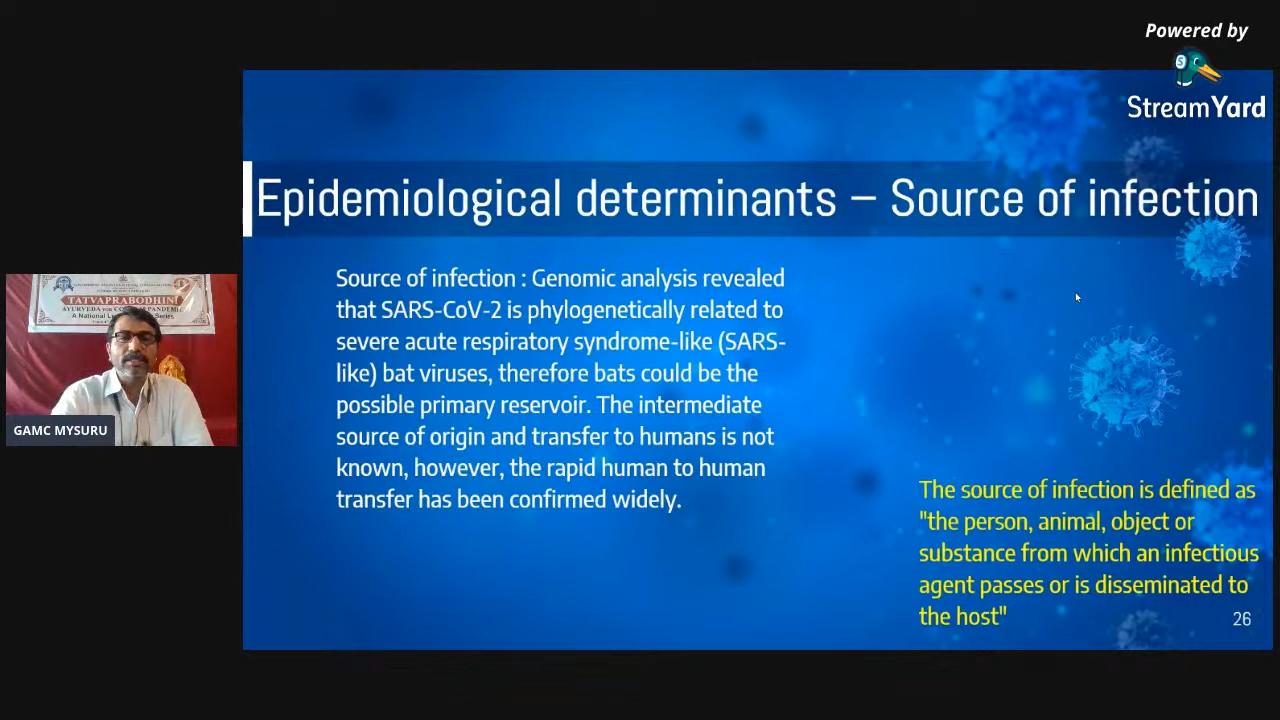 Powered by
StreamYard
Epidemiological determinants – Source of infection
Source of infection : Genomic analysis revealed
that SARS-CoV-2 is phylogenetically related to
severe acute respiratory syndrome-like (SARS-
like) bat viruses, therefore bats could be the
possible primary reservoir. The intermediate
source of origin and transfer to humans is not
known, however, the rapid human to human
transfer has been confirmed widely.
The source of infection is defined as
"the person, animal, object or
substance from which an infectious
agent passes or is disseminated to
the host"
26
TATVAPRABODHINI
AYURVEDA
A National
Series
GAMC MYSURU